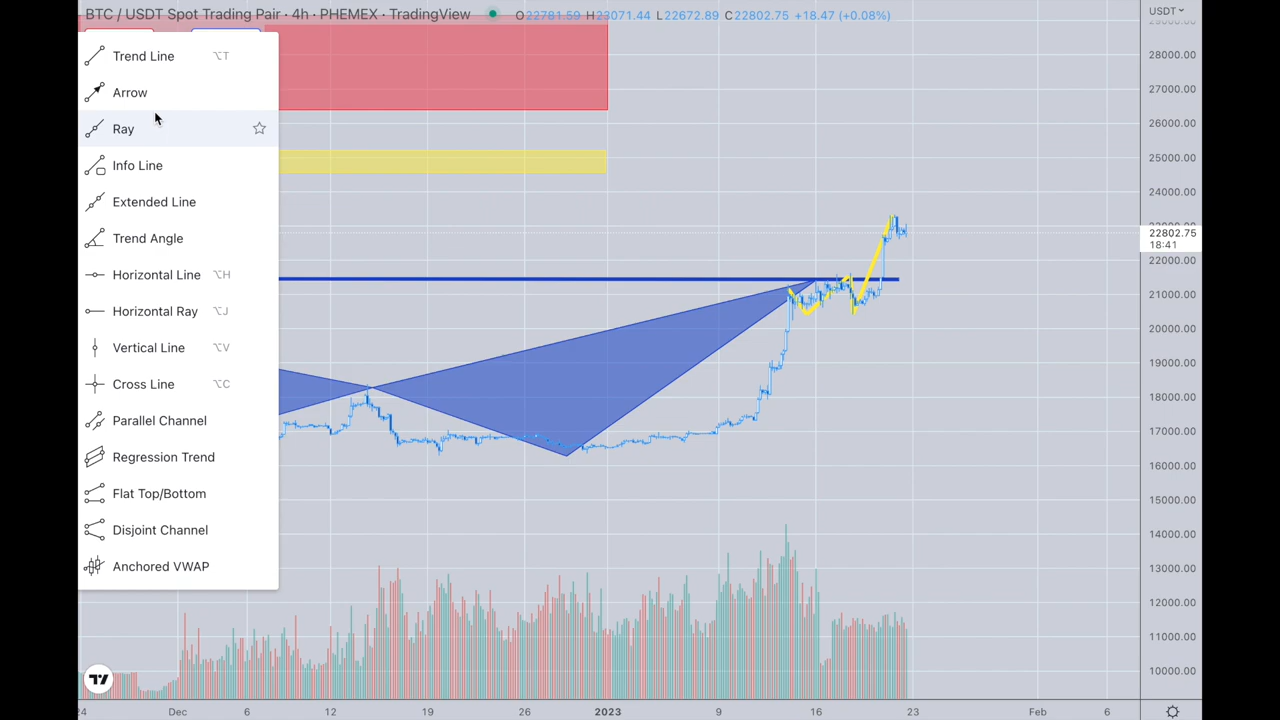 BTC / USDT Spot Trading Pair · 4h · PHEMEX · TradingView
O22781.59 H23071.44 L22672.89 C22802.75 +18.47 (+0.08%)
USDT
Trend Line ⌥T
Arrow
Ray
Info Line
Extended Line
Trend Angle
Horizontal Line ⌥H
Horizontal Ray ⌥J
Vertical Line ⌥V
Cross Line ⌥C
Parallel Channel
Regression Trend
Flat Top/Bottom
Disjoint Channel
Anchored VWAP
29000.00
28000.00
27000.00
26000.00
25000.00
24000.00
22802.75
18:41
22000.00
21000.00
20000.00
19000.00
18000.00
17000.00
16000.00
15000.00
14000.00
13000.00
12000.00
11000.00
10000.00
24 Dec 6 12 19 26 2023 9 16 23 Feb 6